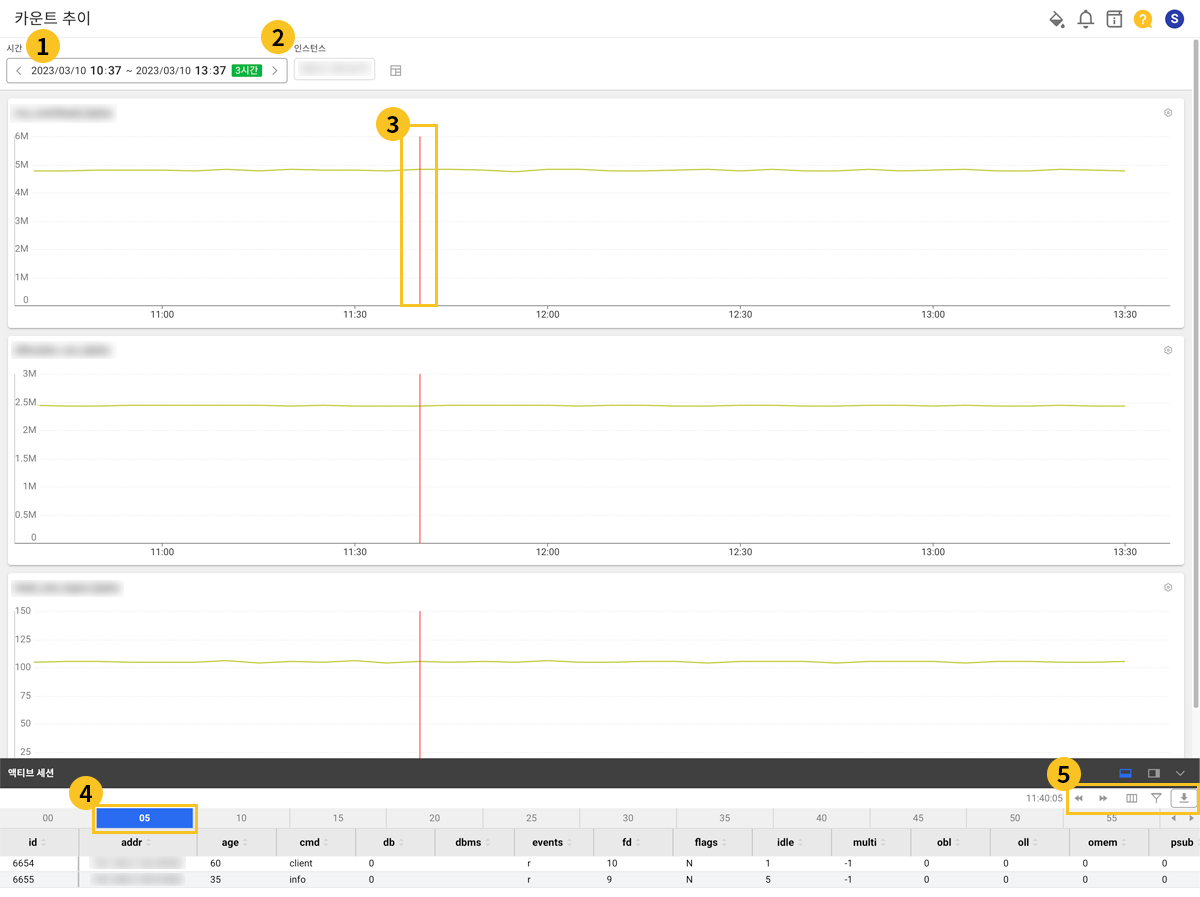 카운트 추이
? S
시간 1 2 인스턴스
2023/03/10 10:37 ~ 2023/03/10 13:37 3시간
3
6M
5M
4M
3M
2M
1M
0
11:00 11:30 12:00 12:30 13:00 13:30
3M
2.5M
2M
1.5M
1M
0.5M
0
11:00 11:30 12:00 12:30 13:00 13:30
150
125
100
75
50
25
액티브 세션
4 5
11:40:05
00 05 10 15 20 25 30 35 40 45 50 55
id addr age cmd db dbms events fd flags idle multi obl oll omem psub
6654 60 client 0 r 10 N 1 -1 0 0 0 0
6655 35 info 0 r 9 N 5 -1 0 0 0 0